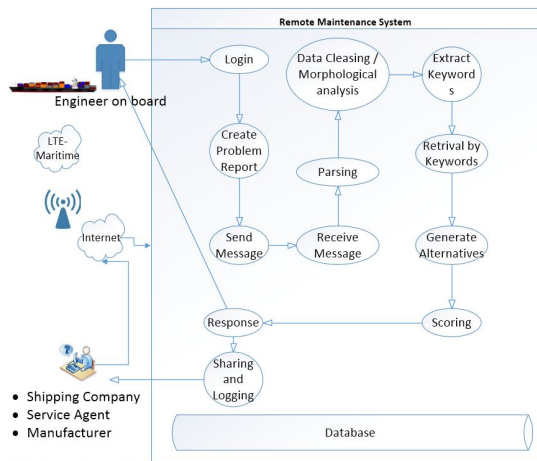 Remote Maintenance System
Engineer on board
LTE-
Maritime
Internet
Login
Create
Problem
Report
Send
Message
Receive
Message
Parsing
Data Cleasing /
Morphological
analysis
Extract
Keyword
s
Retrival by
Keywords
Generate
Alternatives
Scoring
Response
Sharing
and
Logging
?
• Shipping Company
• Service Agent
• Manufacturer
Database